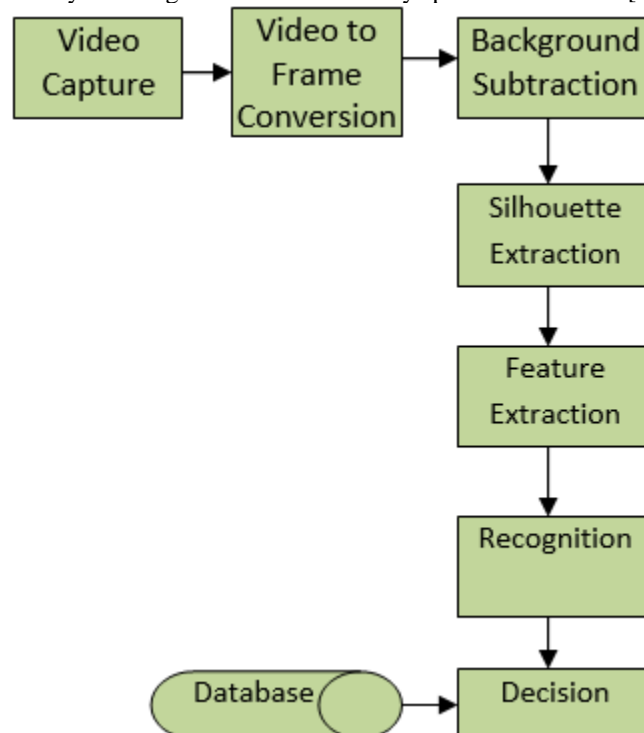 Video
Capture
Video to
Frame
Conversion
Background
Subtraction
Silhouette
Extraction
Feature
Extraction
Recognition
Database
Decision